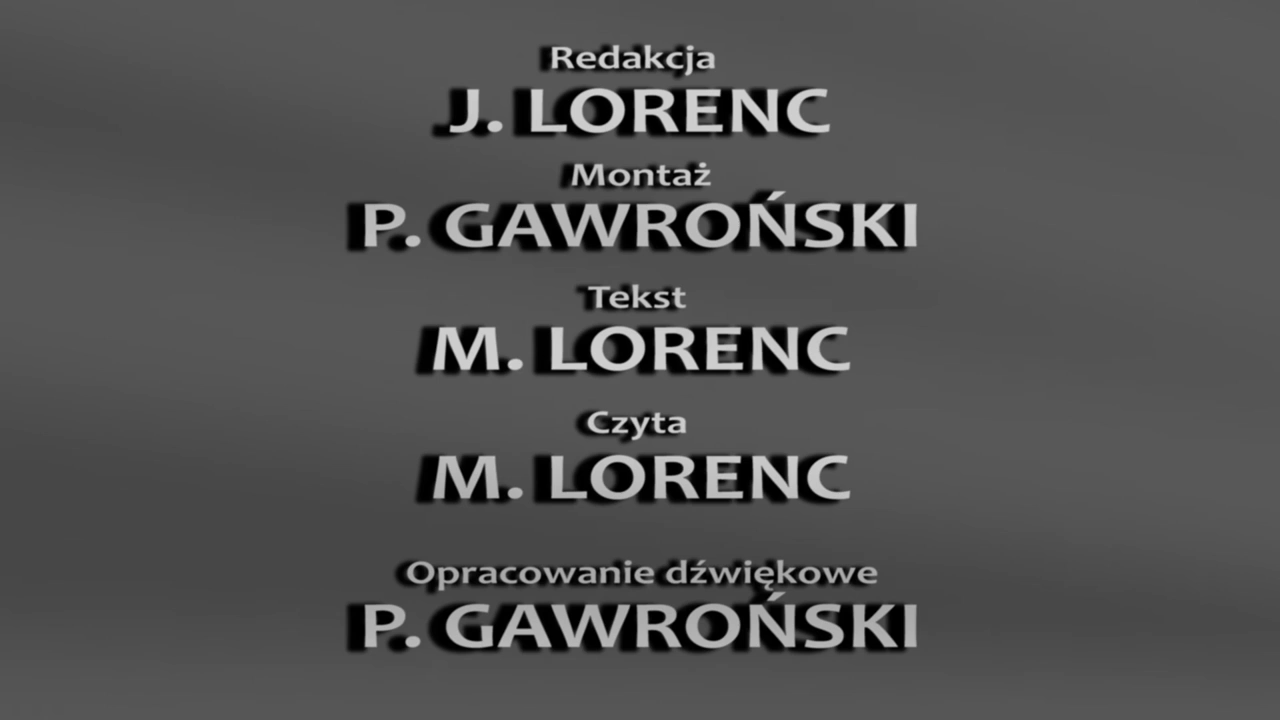 Redakcja
J. LORENC
Montaż
P. GAWROŃSKI
Tekst
M. LORENC
Czyta
M. LORENC
Opracowanie dźwiękowe
P. GAWROŃSKI